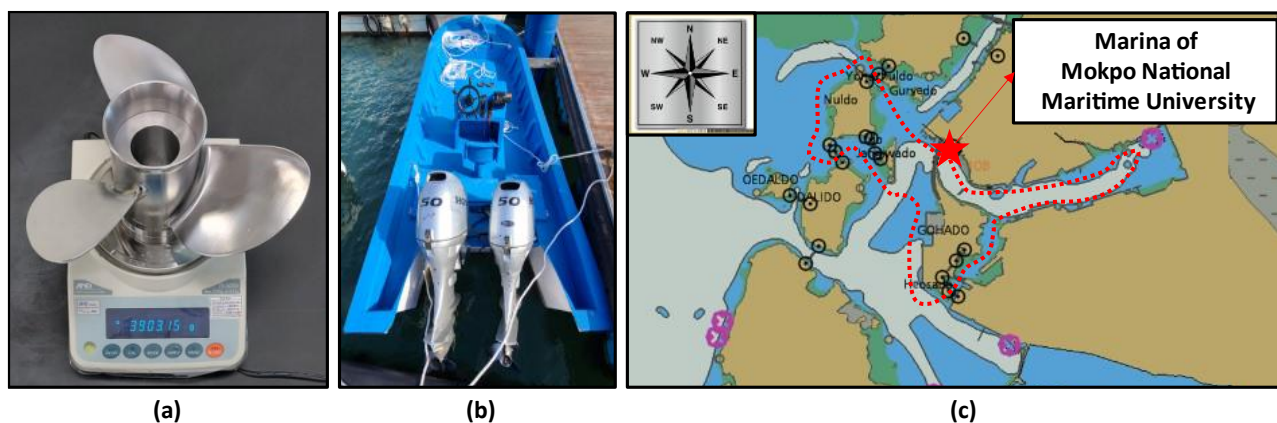 3903.15 g
AND
50
50
(a)
(b)
N
NW
NE
W
E
SW
SE
S
Marina of
Mokpo National
Maritime University
Guryedo
Nuldo
OEDALDO
DALIDO
GOHADO
(c)